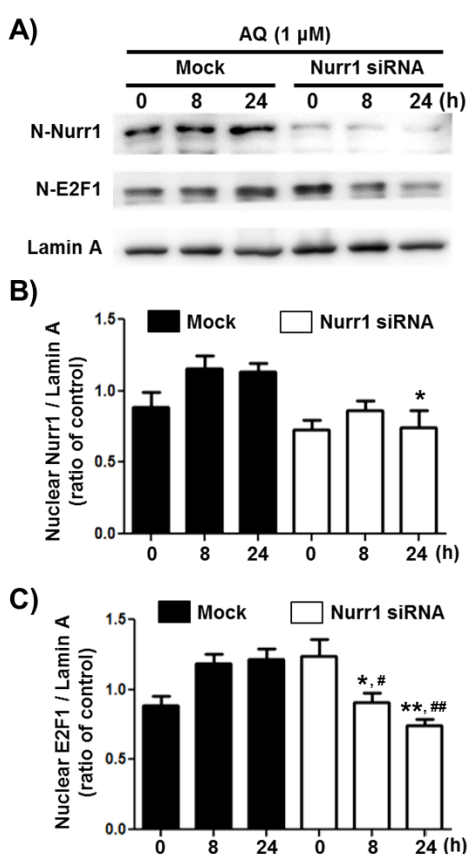 A)
AQ (1 µM)
Mock Nurr1 siRNA
0 8 24 0 8 24 (h)
N-Nurr1
N-E2F1
Lamin A
B)
Nuclear Nurr1 / Lamin A
(ratio of control)
1.5
1.0
0.5
0.0
Mock Nurr1 siRNA
*
0 8 24 0 8 24 (h)
C)
Nuclear E2F1 / Lamin A
(ratio of control)
1.5
1.0
0.5
0.0
Mock Nurr1 siRNA
*, #
**, ##
0 8 24 0 8 24 (h)